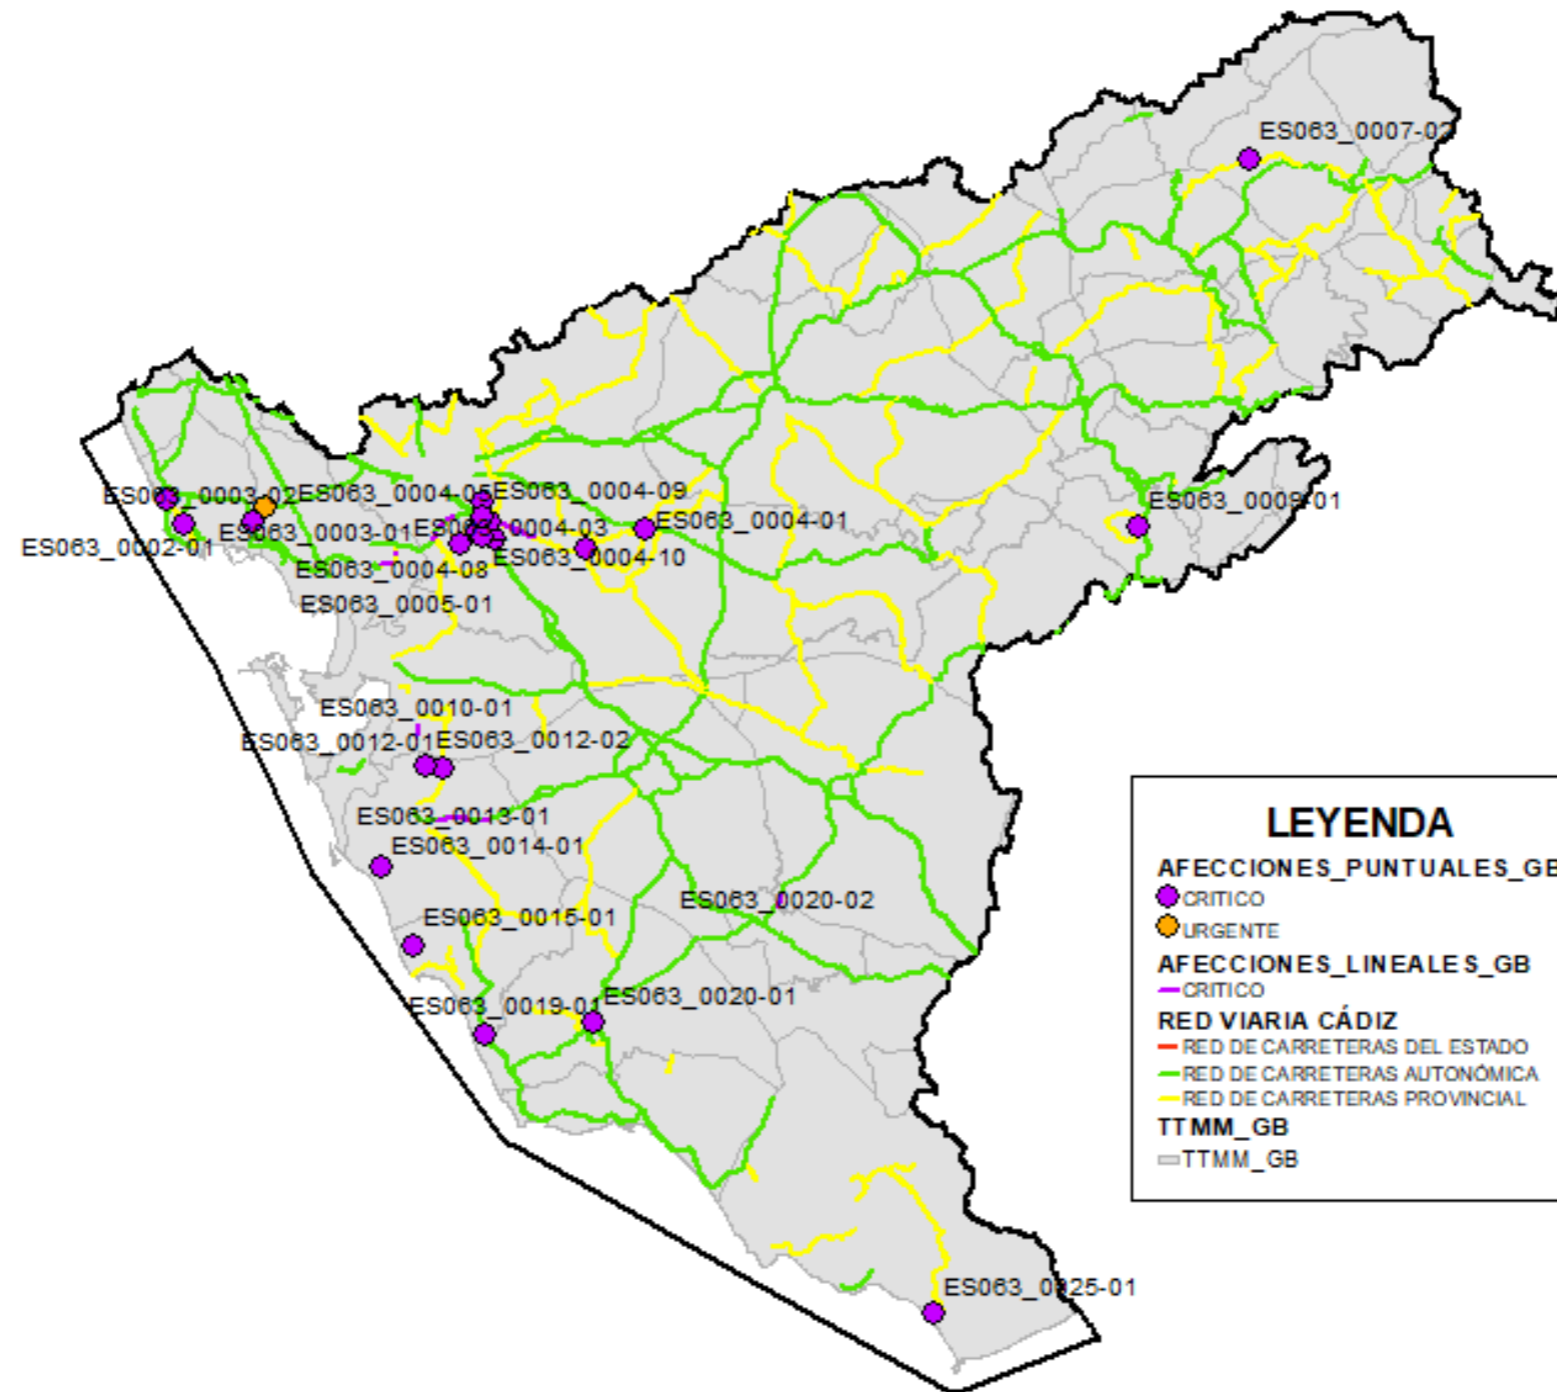 ES063_0007-02
ES063_0003-02
ES063_0004-05
ES063_0004-09
ES063_0009-01
ES063_0003-01
ES063_0004-03
ES063_0004-01
ES063_0002-01
ES063_0004-08
ES063_0004-10
ES063_0005-01
ES063_0010-01
ES063_0012-01
ES063_0012-02
ES063_0013-01
ES063_0014-01
ES063_0020-02
ES063_0015-01
ES063_0019-01
ES063_0020-01
ES063_0025-01
LEYENDA
AFECCIONES_PUNTUALES_GB
CRITICO
URGENTE
AFECCIONES_LINEALES_GB
CRITICO
RED VIARIA CÁDIZ
RED DE CARRETERAS DEL ESTADO
RED DE CARRETERAS AUTONÓMICA
RED DE CARRETERAS PROVINCIAL
TTMM_GB
TTMM_GB